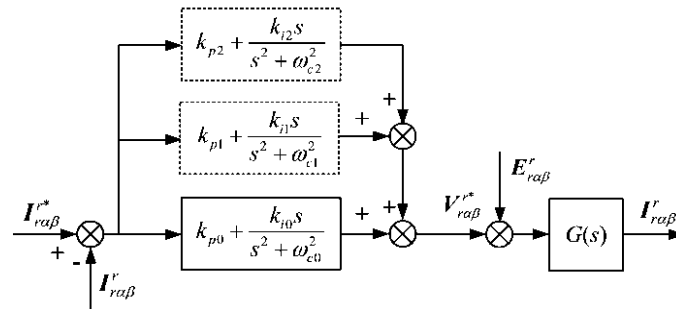 k_{p2} + \frac{k_{i2}s}{s^2 + \omega_{c2}^2}
+
k_{p1} + \frac{k_{i1}s}{s^2 + \omega_{c1}^2}
+
E_{r\alpha\beta}^{r}
I_{r\alpha\beta}^{r*}
k_{p0} + \frac{k_{i0}s}{s^2 + \omega_{c0}^2}
+
+
V_{r\alpha\beta}^{r*}
G(s)
I_{r\alpha\beta}^{r}
+
-
I_{r\alpha\beta}^{r}